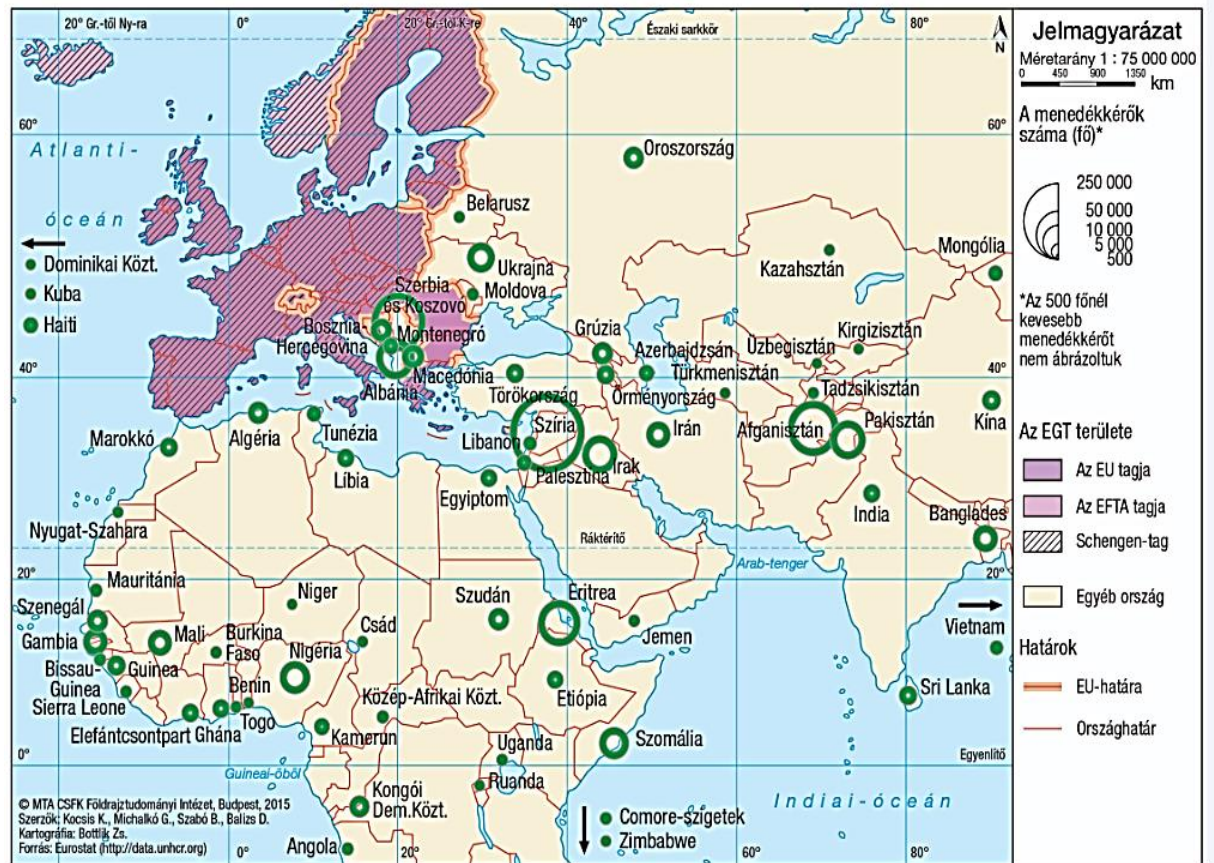 20° Gr.-től Ny-ra
0°
20° Gr.-től K-re
40°
Északi sarkkör
80°
N
60°
60°
Atlanti-
óceán
Dominikai Közt.
Kuba
Haiti
Oroszország
Belarusz
Ukrajna
Moldova
Kazahsztán
Mongólia
Szerbia
és Koszovó
Bosznia
Hercegovina
Montenegró
Albánia
Macedónia
Grúzia
Azerbajdzsán
Türkmenisztán
Örményország
Üzbegisztán
Kirgizisztán
Tadzsikisztán
40°
40°
Törökország
Szíria
Libanon
Palesztina
Irak
Irán
Afganisztán
Pakisztán
Kína
Marokkó
Algéria
Tunézia
Líbia
Egyiptom
India
Banglades
Nyugat-Szahara
Ráktérítő
Arab-tenger
20°
20°
Mauritánia
Szenegál
Gambia
Bissau-
Guinea
Guinea
Sierra Leone
Mali
Burkina
Faso
Niger
Nigéria
Benin
Togo
Elefántcsontpart
Ghána
Csád
Szudán
Eritrea
Jemen
Etiópia
Vietnam
Sri Lanka
Közép-Afrikai Közt.
Kamerun
Uganda
Ruanda
Szomália
0°
Egyenlítő
Guineai-öböl
Kongói
Dem.Közt.
Angola
Comore-szigetek
Zimbabwe
Indiai-óceán
© MTA CSFK Földrajztudományi Intézet, Budpest, 2015
Szerzők: Kocsis K., Michalkó G., Szabó B., Balizs D.
Kartográfia: Bottlik Zs.
Forrás: Eurostat (http://data.unhcr.org)
0°
20°
60°
80°
Jelmagyarázat
Méretarány 1 : 75 000 000
0 450 900 1350
km
A menedékkérők
száma (fő)*
250 000
50 000
10 000
5 000
500
*Az 500 főnél
kevesebb
menedékkérőt
nem ábrázoltuk
Az EGT területe
Az EU tagja
Az EFTA tagja
Schengen-tag
Egyéb ország
Határok
EU-határa
Országhatár